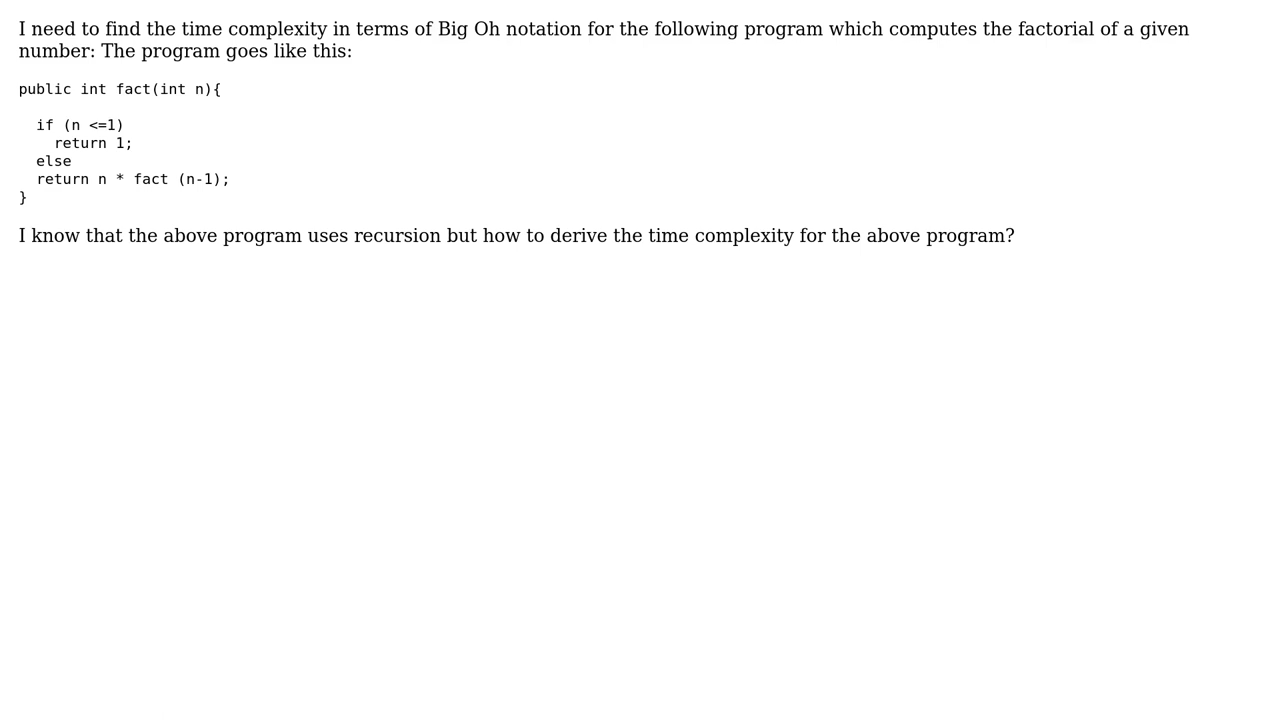 I need to find the time complexity in terms of Big Oh notation for the following program which computes the factorial of a given
number: The program goes like this:
public int fact(int n){
if (n <=1)
return 1;
else
return n * fact (n-1);
}
I know that the above program uses recursion but how to derive the time complexity for the above program?